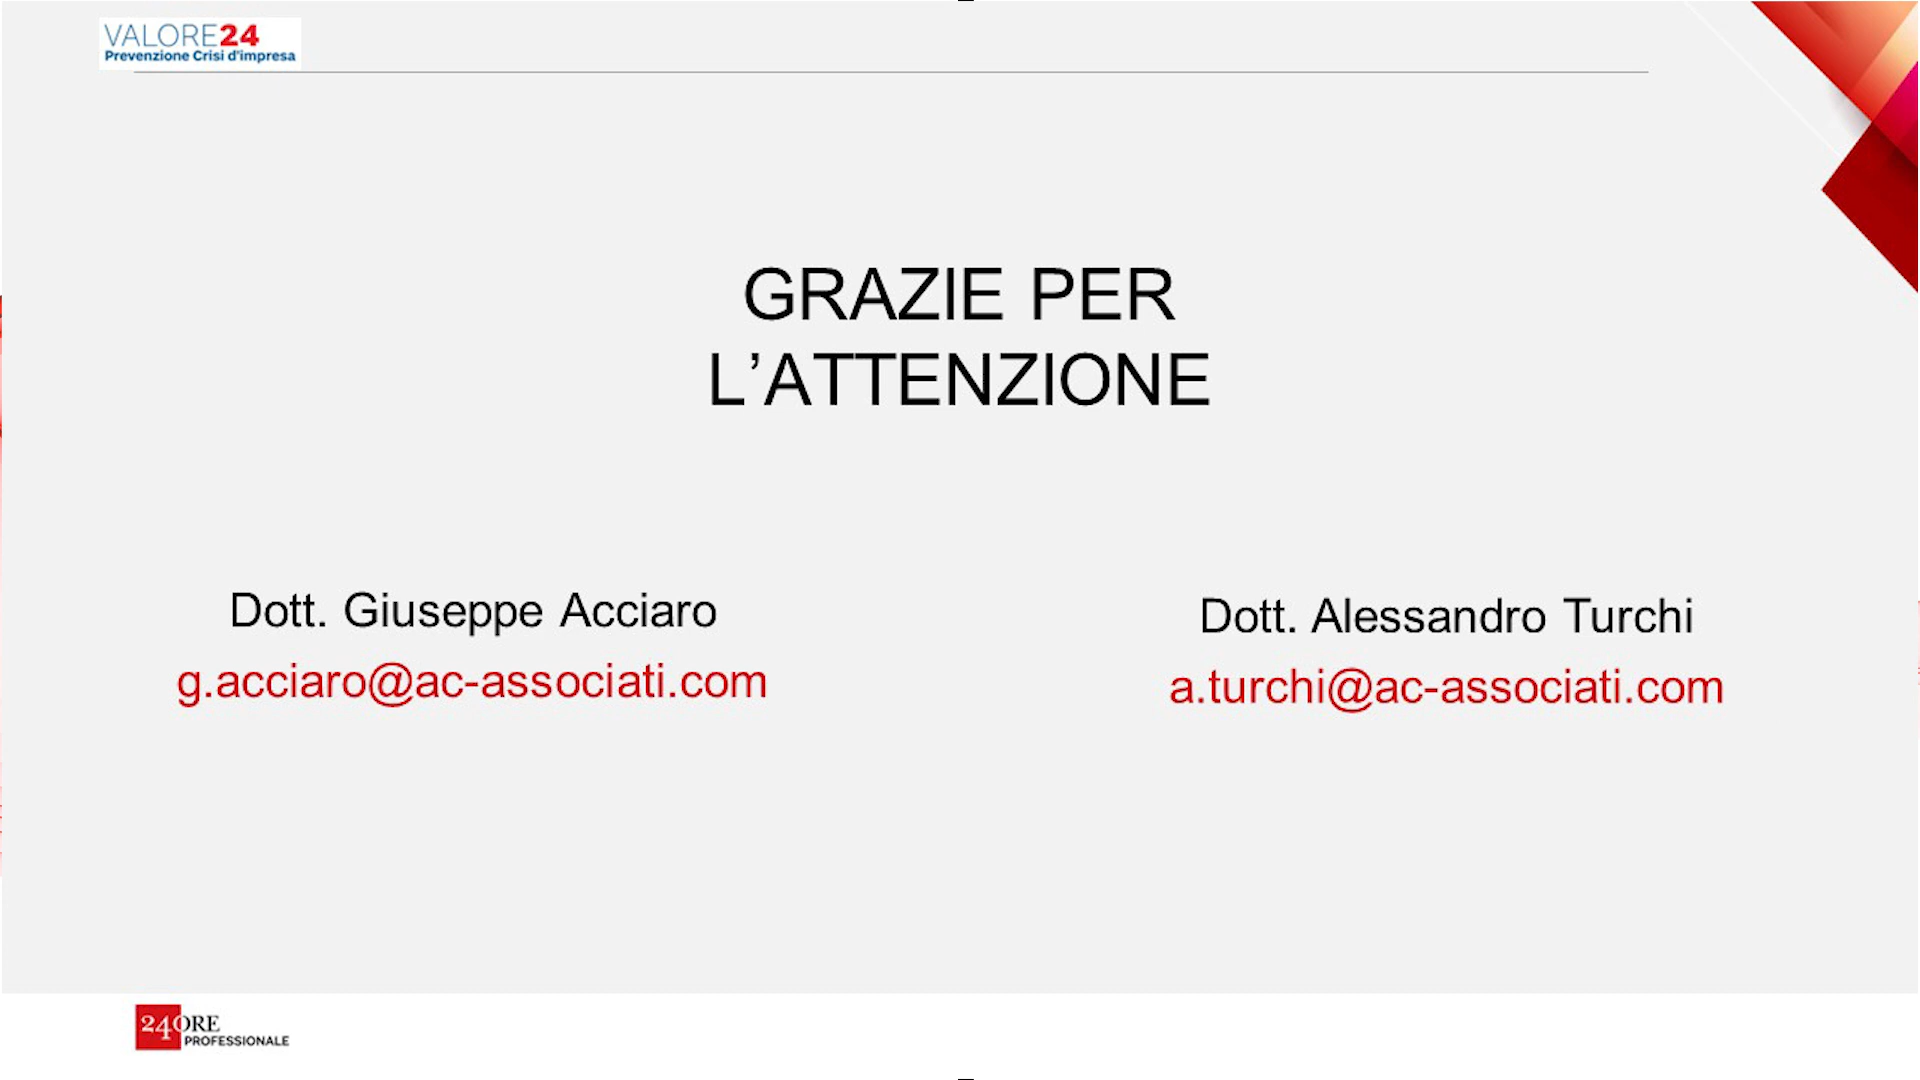 VALORE24
Prevenzione Crisi d'impresa
GRAZIE PER
L’ATTENZIONE
Dott. Giuseppe Acciaro
g.acciaro@ac-associati.com
Dott. Alessandro Turchi
a.turchi@ac-associati.com
24ORE
PROFESSIONALE